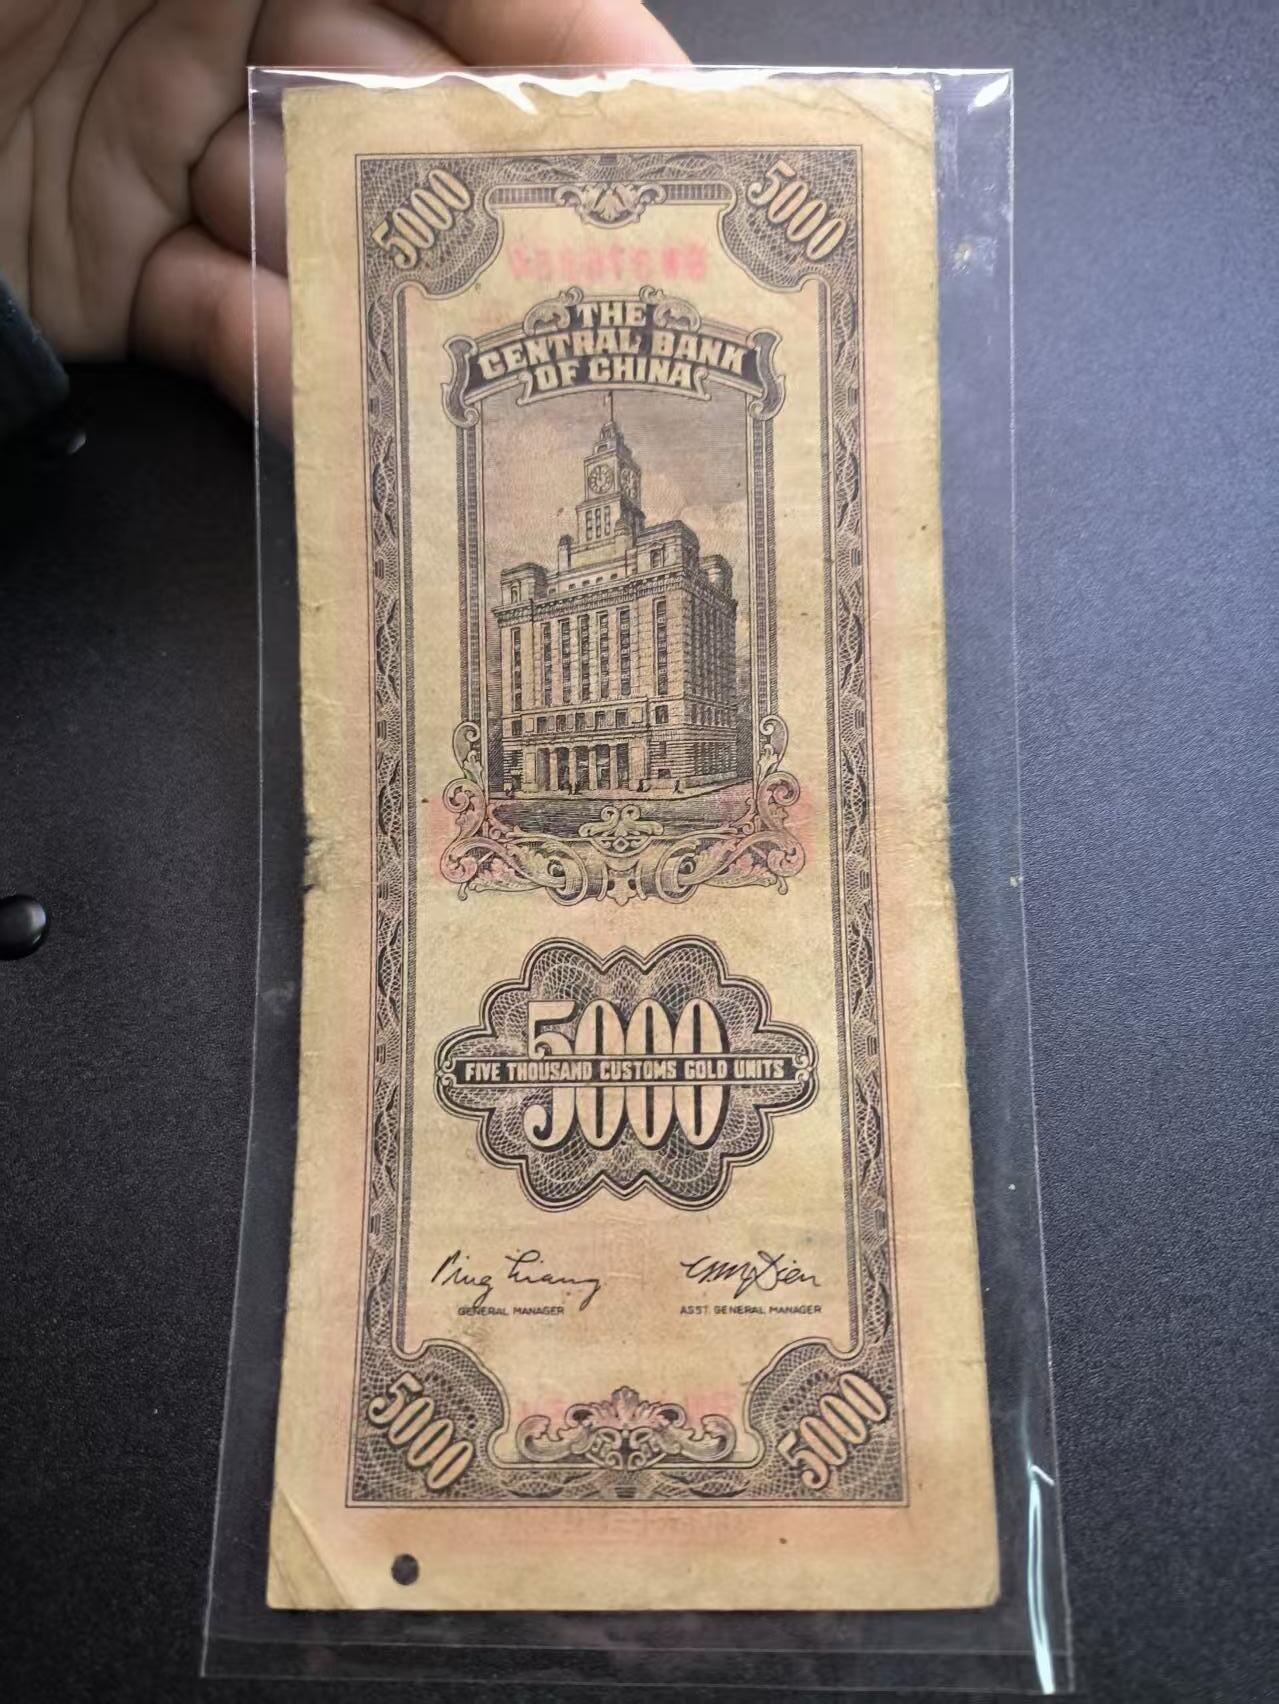 5000 5000
THE
CENTRAL BANK
OF CHINA
5000
FIVE THOUSAND CUSTOMS GOLD UNITS
GENERAL MANAGER ASST. GENERAL MANAGER
5000 5000